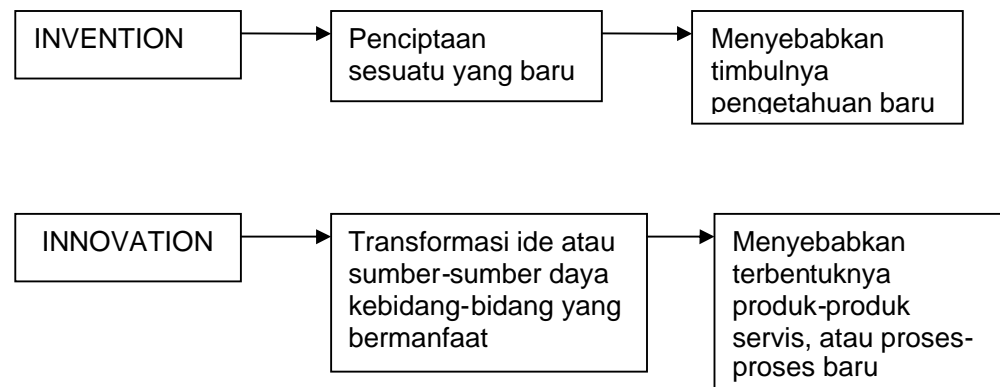 INVENTION
Penciptaan
sesuatu yang baru
Menyebabkan
timbulnya
pengetahuan baru
INNOVATION
Transformasi ide atau
sumber-sumber daya
kebidang-bidang yang
bermanfaat
Menyebabkan
terbentuknya
produk-produk
servis, atau proses-
proses baru